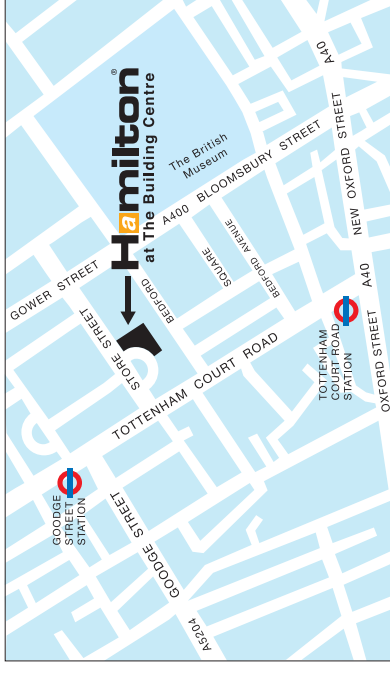 GOWER STREET
STORE STREET
Hamilton®
at The Building Centre
BEDFORD
SQUARE
BEDFORD AVENUE
The British
Museum
A400 BLOOMSBURY STREET
A40
NEW OXFORD STREET
A40
OXFORD STREET
TOTTENHAM
COURT ROAD
STATION
TOTTENHAM COURT ROAD
GOODGE
STREET
STATION
GOODGE STREET
A5204